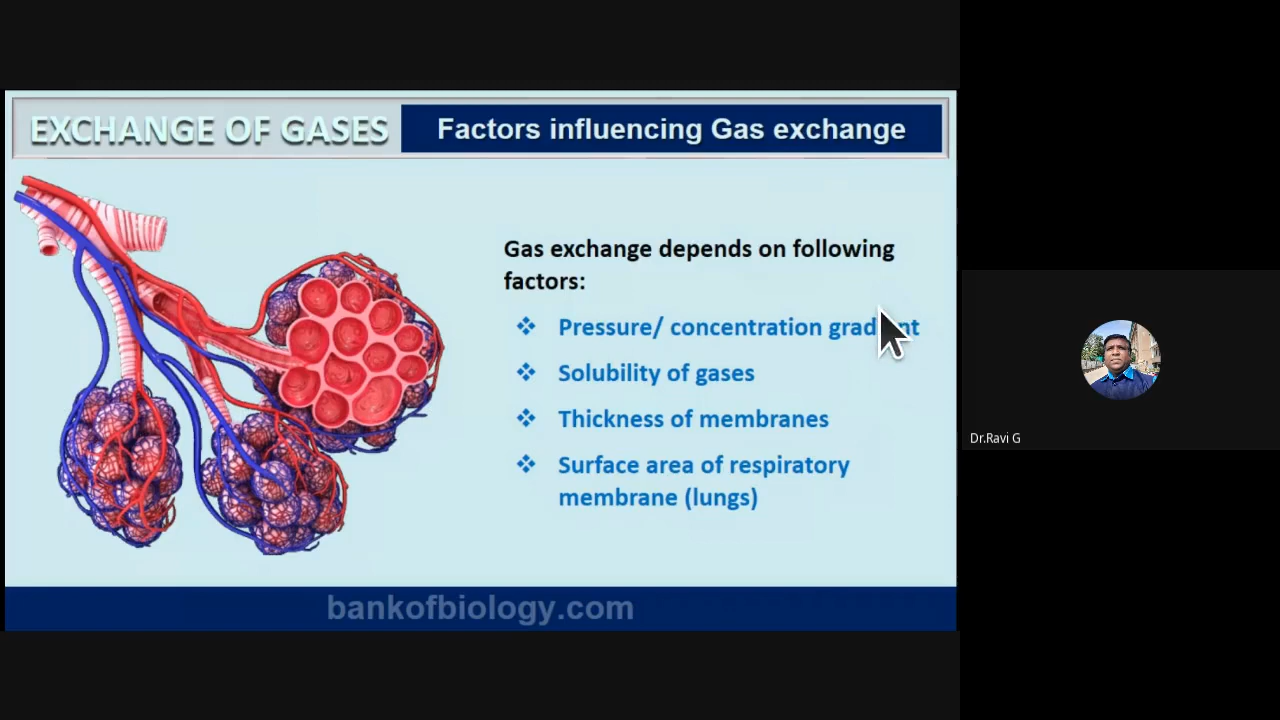 EXCHANGE OF GASES
Factors influencing Gas exchange
Gas exchange depends on following
factors:
Pressure/ concentration gradient
Solubility of gases
Thickness of membranes
Surface area of respiratory
membrane (lungs)
Dr.Ravi G
bankofbiology.com